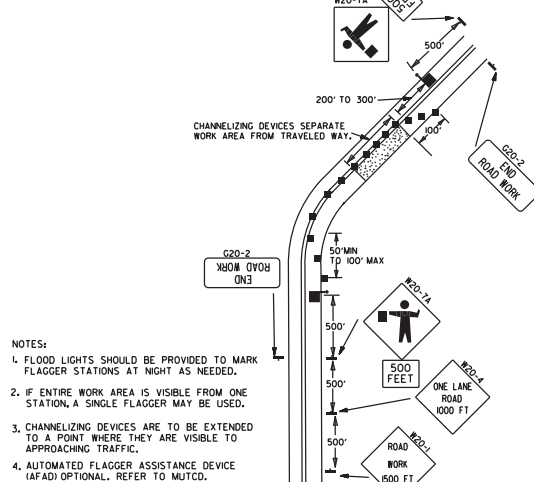 W20-7A
500
500'
200' TO 300'
CHANNELIZING DEVICES SEPARATE
WORK AREA FROM TRAVELED WAY.
100'
G20-2
END
ROAD WORK
G20-2
END
ROAD WORK
50'MIN
TO 100' MAX
500'
W20-7A
500
FEET
500'
W20-4
ONE LANE
ROAD
1000 FT
500'
W20-1
ROAD
WORK
1500 FT
NOTES:
1. FLOOD LIGHTS SHOULD BE PROVIDED TO MARK
FLAGGER STATIONS AT NIGHT AS NEEDED.
2. IF ENTIRE WORK AREA IS VISIBLE FROM ONE
STATION, A SINGLE FLAGGER MAY BE USED.
3. CHANNELIZING DEVICES ARE TO BE EXTENDED
TO A POINT WHERE THEY ARE VISIBLE TO
APPROACHING TRAFFIC.
4. AUTOMATED FLAGGER ASSISTANCE DEVICE
(AFAD) OPTIONAL. REFER TO MUTCD.